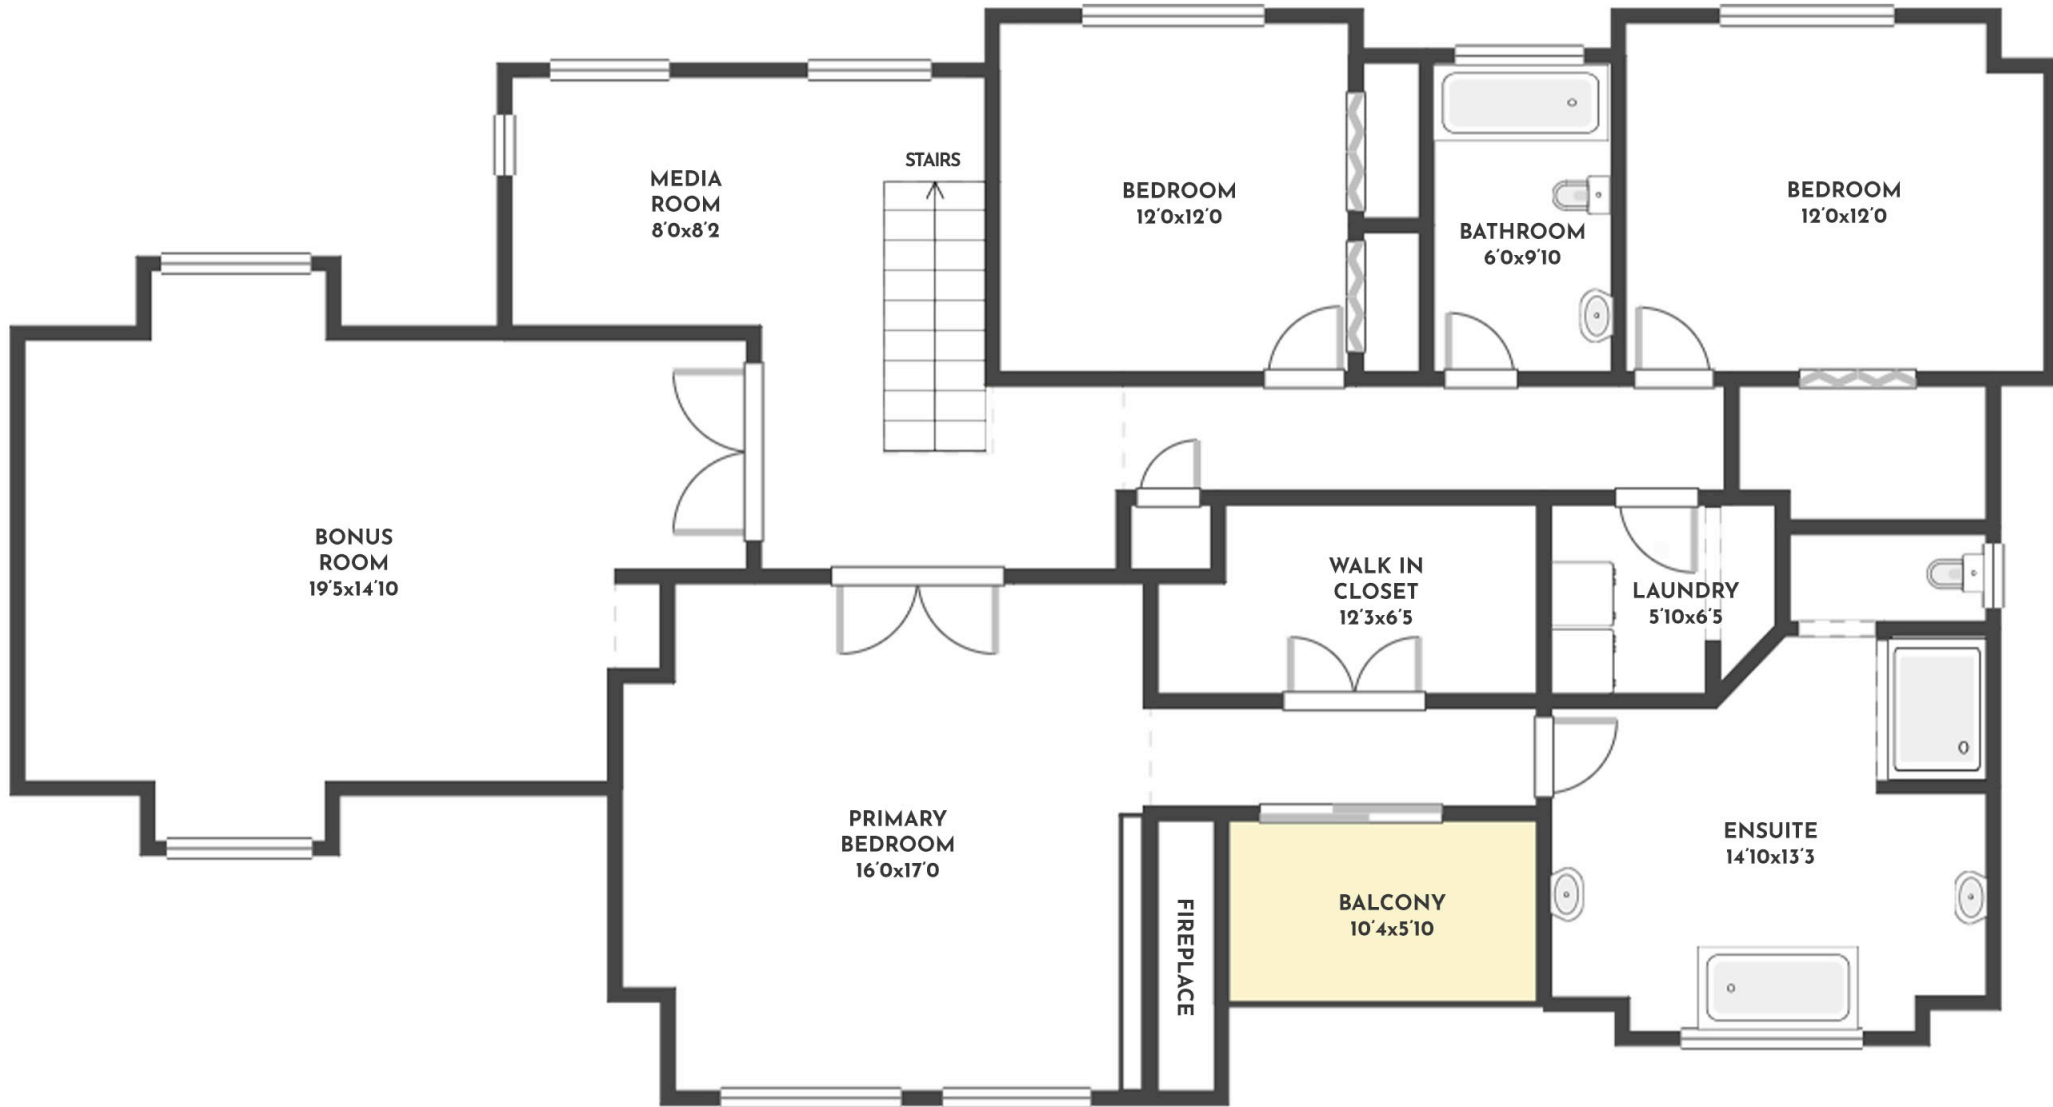 STAIRS
MEDIA
ROOM
8'0x8'2
BEDROOM
12'0x12'0
BATHROOM
6'0x9'10
BEDROOM
12'0x12'0
BONUS
ROOM
19'5x14'10
WALK IN
CLOSET
12'3x6'5
LAUNDRY
5'10x6'5
PRIMARY
BEDROOM
16'0x17'0
FIREPLACE
BALCONY
10'4x5'10
ENSUITE
14'10x13'3